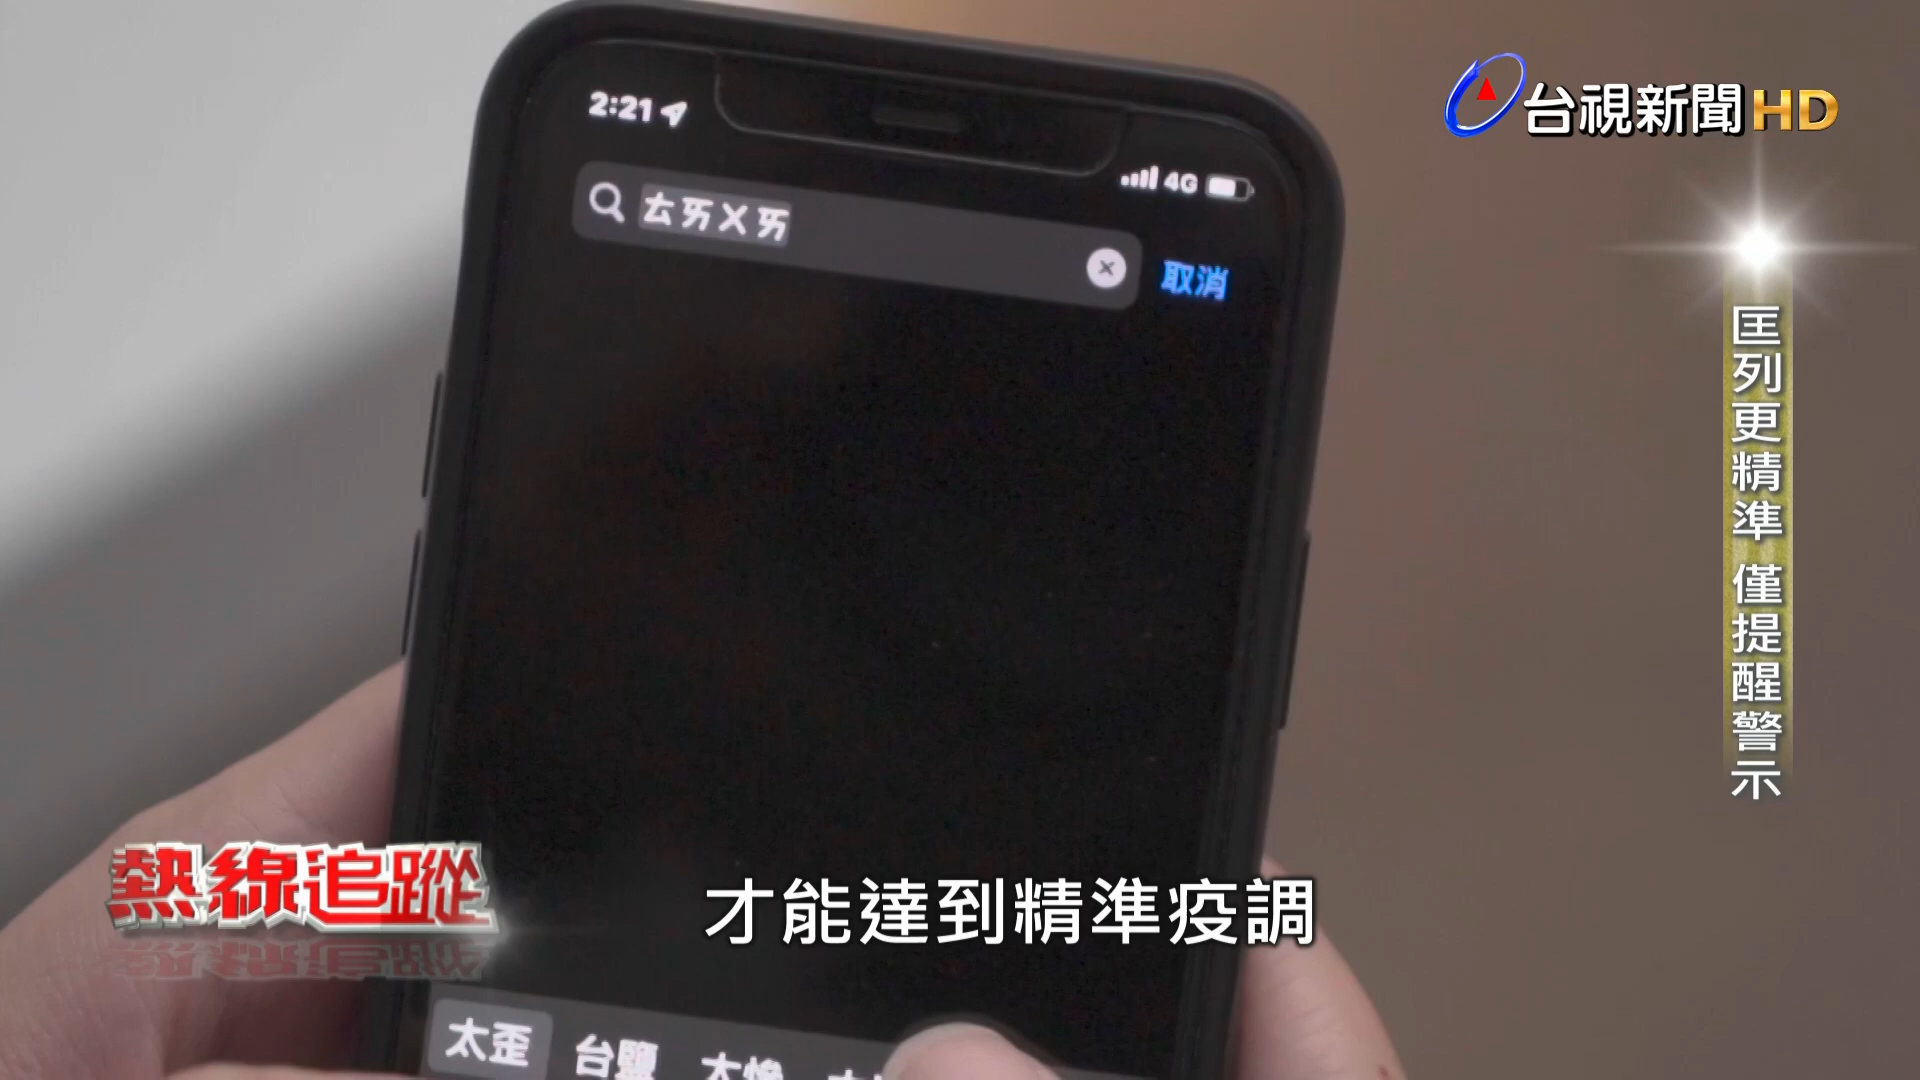 2:21
4G
ㄊㄞㄨㄞ
取消
台視新聞HD
匡列更精準 僅提醒警示
熱線追蹤
才能達到精準疫調
太歪
台鹽